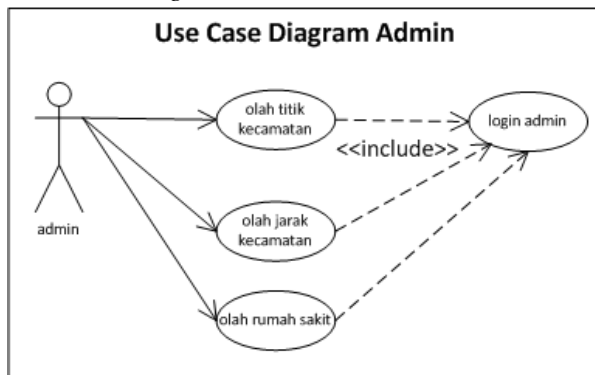 Use Case Diagram Admin
olah titik
kecamatan
login admin
<<include>>
admin
olah jarak
kecamatan
olah rumah sakit